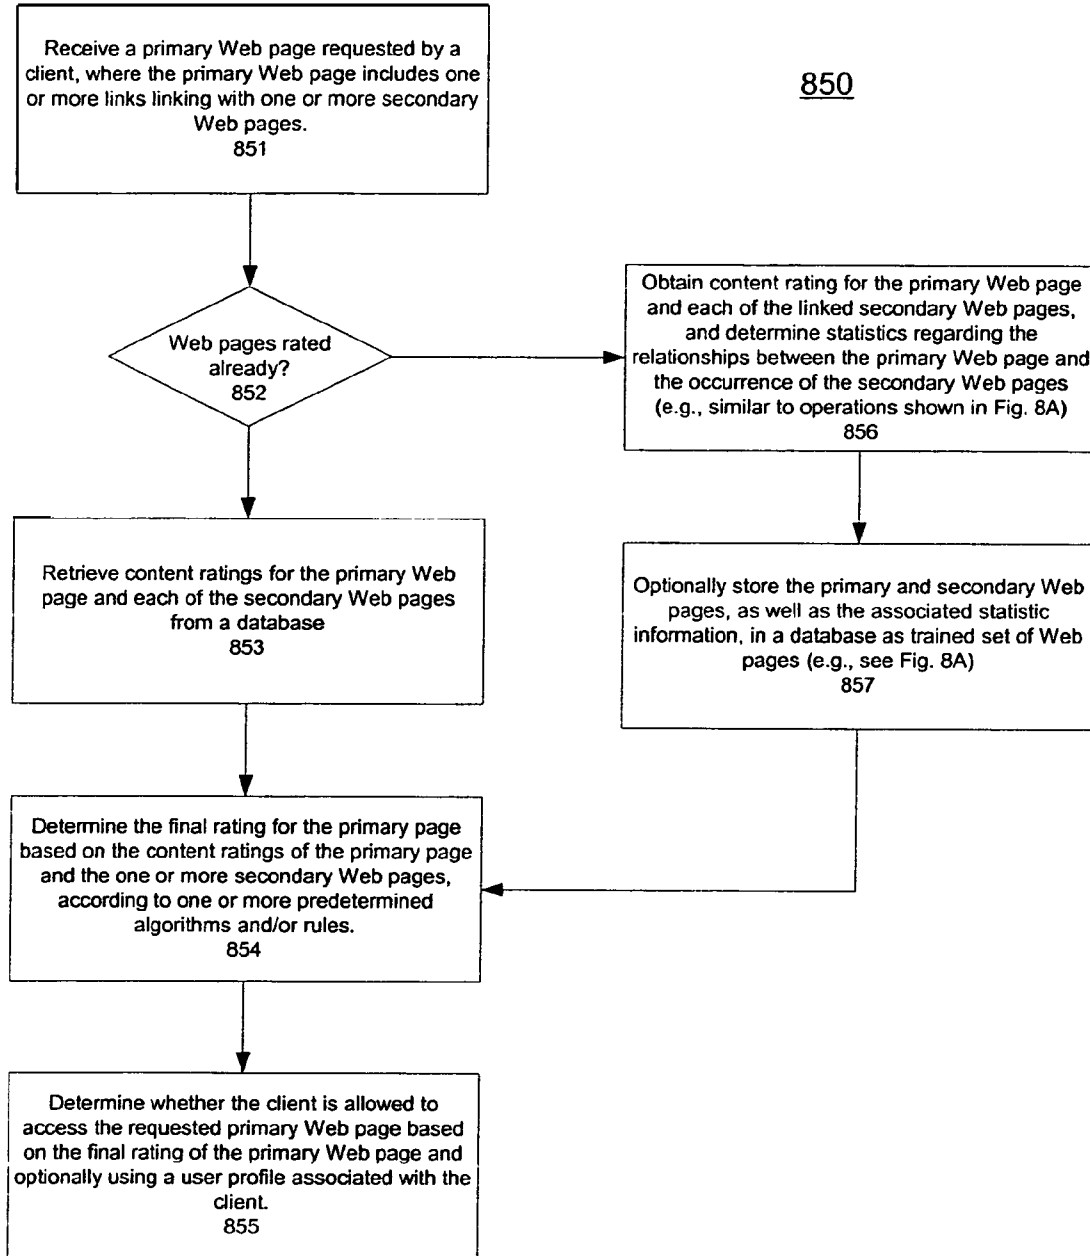 Receive a primary Web page requested by a
client, where the primary Web page includes one
or more links linking with one or more secondary
Web pages.
851
850
Web pages rated
already?
852
Obtain content rating for the primary Web page
and each of the linked secondary Web pages,
and determine statistics regarding the
relationships between the primary Web page and
the occurrence of the secondary Web pages
(e.g., similar to operations shown in Fig. 8A)
856
Retrieve content ratings for the primary Web
page and each of the secondary Web pages
from a database
853
Optionally store the primary and secondary Web
pages, as well as the associated statistic
information, in a database as trained set of Web
pages (e.g., see Fig. 8A)
857
Determine the final rating for the primary page
based on the content ratings of the primary page
and the one or more secondary Web pages,
according to one or more predetermined
algorithms and/or rules.
854
Determine whether the client is allowed to
access the requested primary Web page based
on the final rating of the primary Web page and
optionally using a user profile associated with the
client.
855